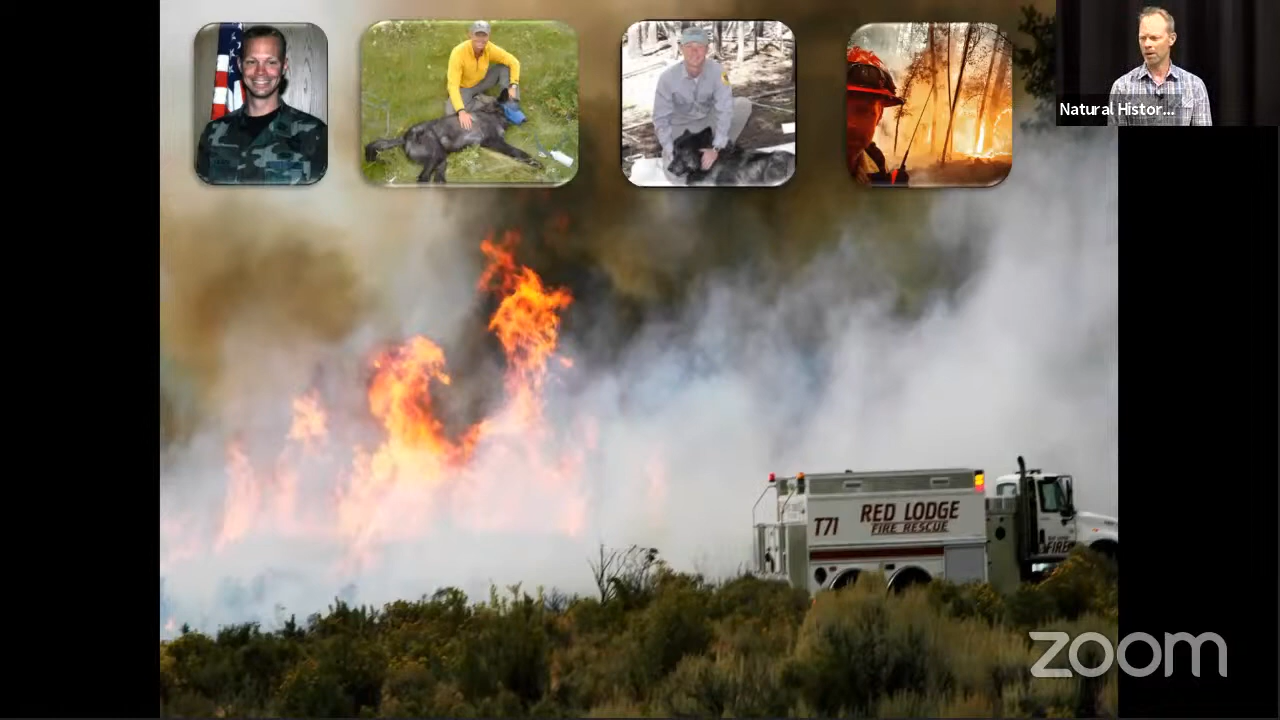 Natural Histor...
T71
RED LODGE
FIRE RESCUE
FIRE
zoom